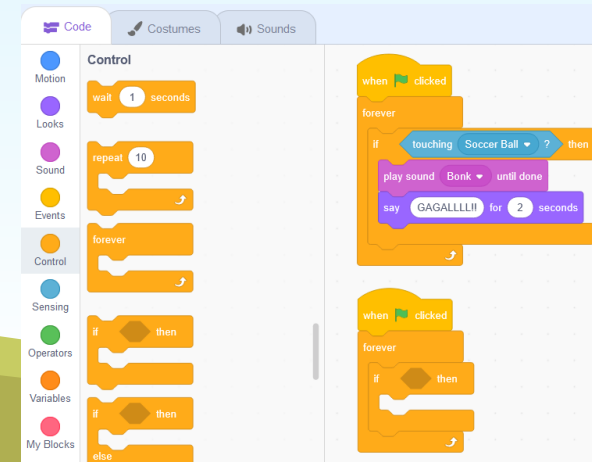 Code
Costumes
Sounds
Motion
Looks
Sound
Events
Control
Sensing
Operators
Variables
My Blocks
Control
wait 1 seconds
repeat 10
forever
if then
if then
else
when clicked
forever
if touching Soccer Ball ? then
play sound Bonk until done
say GAGALLLL!! for 2 seconds
when clicked
forever
if then